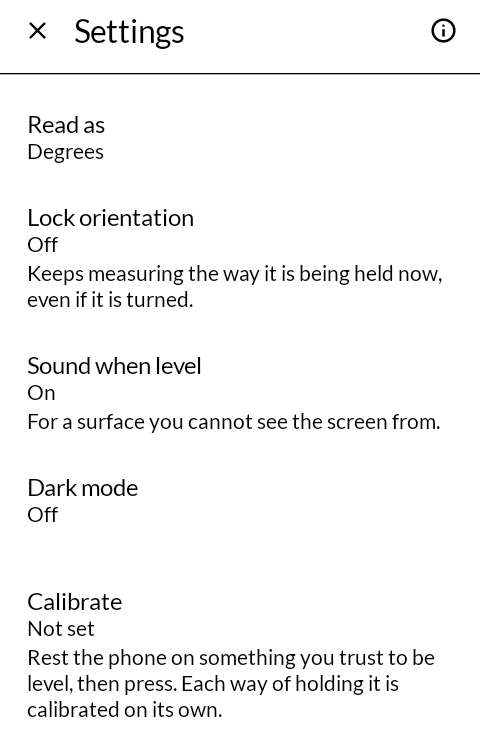 Settings
Read as
Degrees
Lock orientation
Off
Keeps measuring the way it is being held now,
even if it is turned.
Sound when level
On
For a surface you cannot see the screen from.
Dark mode
Off
Calibrate
Not set
Rest the phone on something you trust to be
level, then press. Each way of holding it is
calibrated on its own.